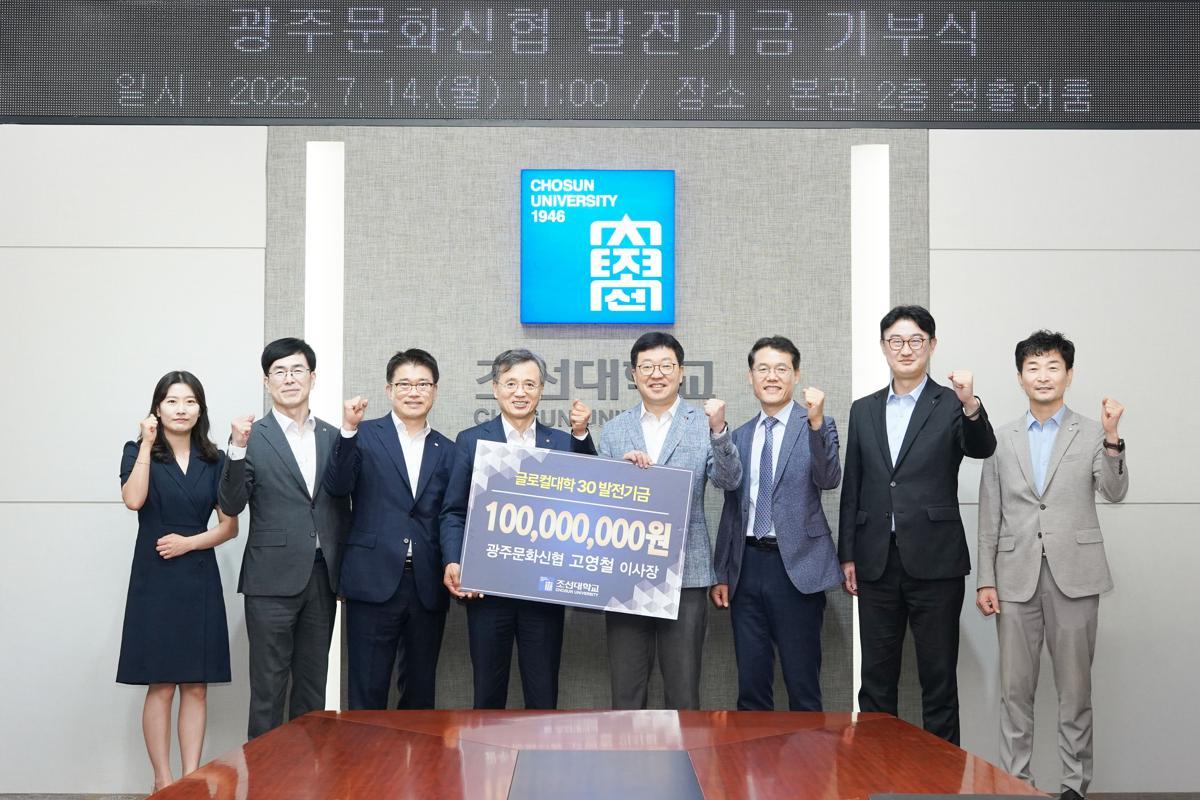 광주문화신협 발전기금 기부식
일시 : 2025. 7. 14.(월) 11:00 / 장소 : 본관 2층 청출어룸
CHOSUN
UNIVERSITY
1946
조선대학교
CHOSUN UNIVERSITY
글로컬대학 30 발전기금
100,000,000원
광주문화신협 고영철 이사장
조선대학교
CHOSUN UNIVERSITY